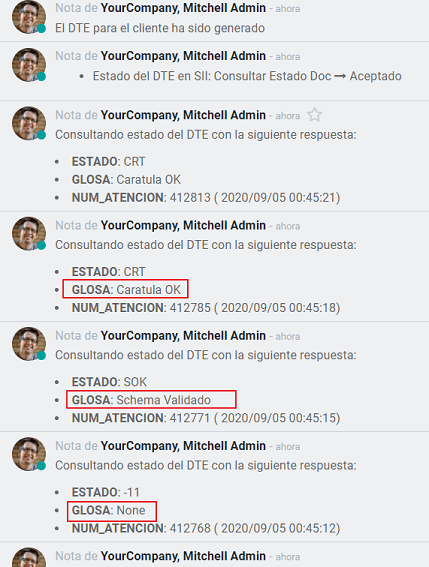 Nota de YourCompany, Mitchell Admin - ahora
El DTE para el cliente ha sido generado
Nota de YourCompany, Mitchell Admin - ahora
• Estado del DTE en SII: Consultar Estado Doc → Aceptado
Nota de YourCompany, Mitchell Admin - ahora
Consultando estado del DTE con la siguiente respuesta:
• ESTADO: CRT
• GLOSA: Caratula OK
• NUM_ATENCION: 412813 ( 2020/09/05 00:45:21)
Nota de YourCompany, Mitchell Admin - ahora
Consultando estado del DTE con la siguiente respuesta:
• ESTADO: CRT
• GLOSA: Caratula OK
• NUM_ATENCION: 412785 ( 2020/09/05 00:45:18)
Nota de YourCompany, Mitchell Admin - ahora
Consultando estado del DTE con la siguiente respuesta:
• ESTADO: SOK
• GLOSA: Schema Validado
• NUM_ATENCION: 412771 ( 2020/09/05 00:45:15)
Nota de YourCompany, Mitchell Admin - ahora
Consultando estado del DTE con la siguiente respuesta:
• ESTADO: -11
• GLOSA: None
• NUM_ATENCION: 412768 ( 2020/09/05 00:45:12)
Nota de YourCompany, Mitchell Admin - ahora